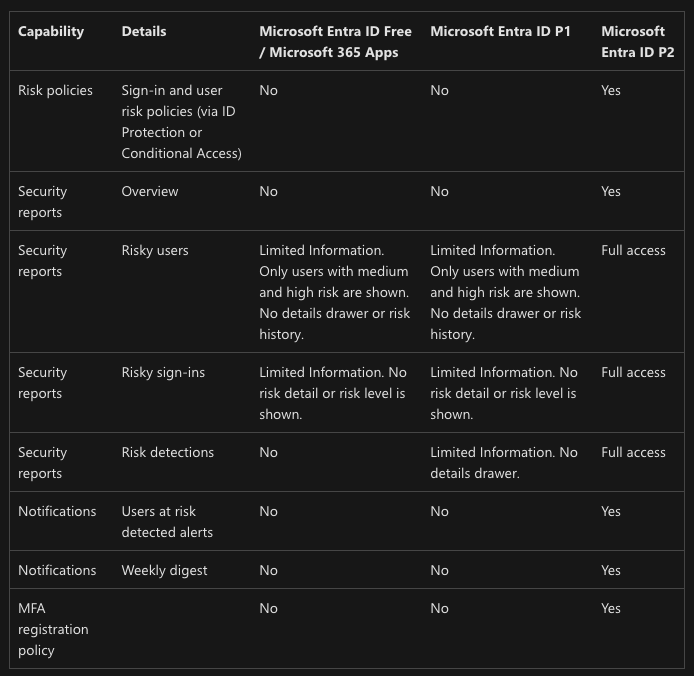 Capability Details Microsoft Entra ID Free Microsoft Entra ID P1 Microsoft
/ Microsoft 365 Apps Entra ID P2
Risk policies Sign-in and user No No Yes
risk policies (via ID
Protection or
Conditional Access)
Security Overview No No Yes
reports
Security Risky users Limited Information. Limited Information. Full access
reports Only users with medium Only users with medium
and high risk are shown. and high risk are shown.
No details drawer or risk No details drawer or risk
history. history.
Security Risky sign-ins Limited Information. No Limited Information. No Full access
reports risk detail or risk level is risk detail or risk level is
shown. shown.
Security Risk detections No Limited Information. No Full access
reports details drawer.
Notifications Users at risk No No Yes
detected alerts
Notifications Weekly digest No No Yes
MFA No No Yes
registration
policy